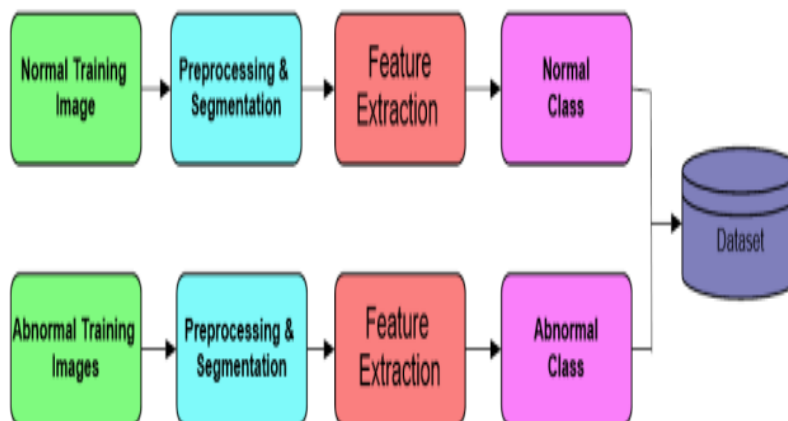 Normal Training
Image
Preprocessing &
Segmentation
Feature
Extraction
Normal
Class
Dataset
Abnormal Training
Images
Preprocessing &
Segmentation
Feature
Extraction
Abnormal
Class